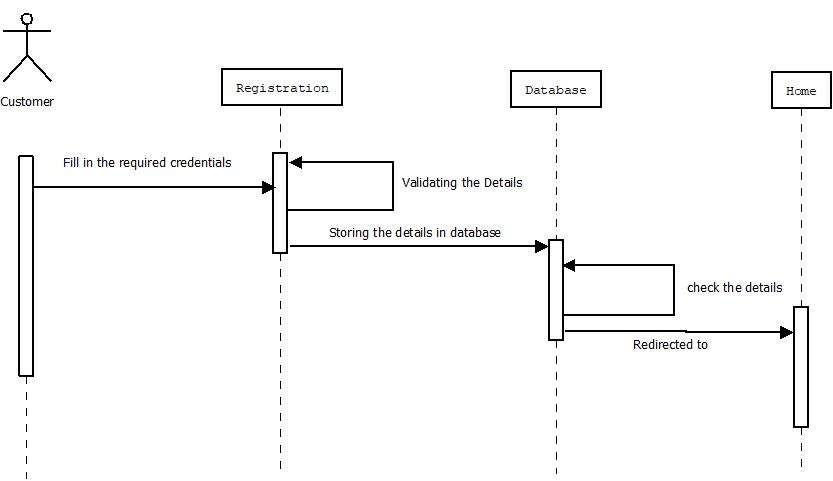 Customer
Registration
Database
Home
Fill in the required credentials
Validating the Details
Storing the details in database
check the details
Redirected to